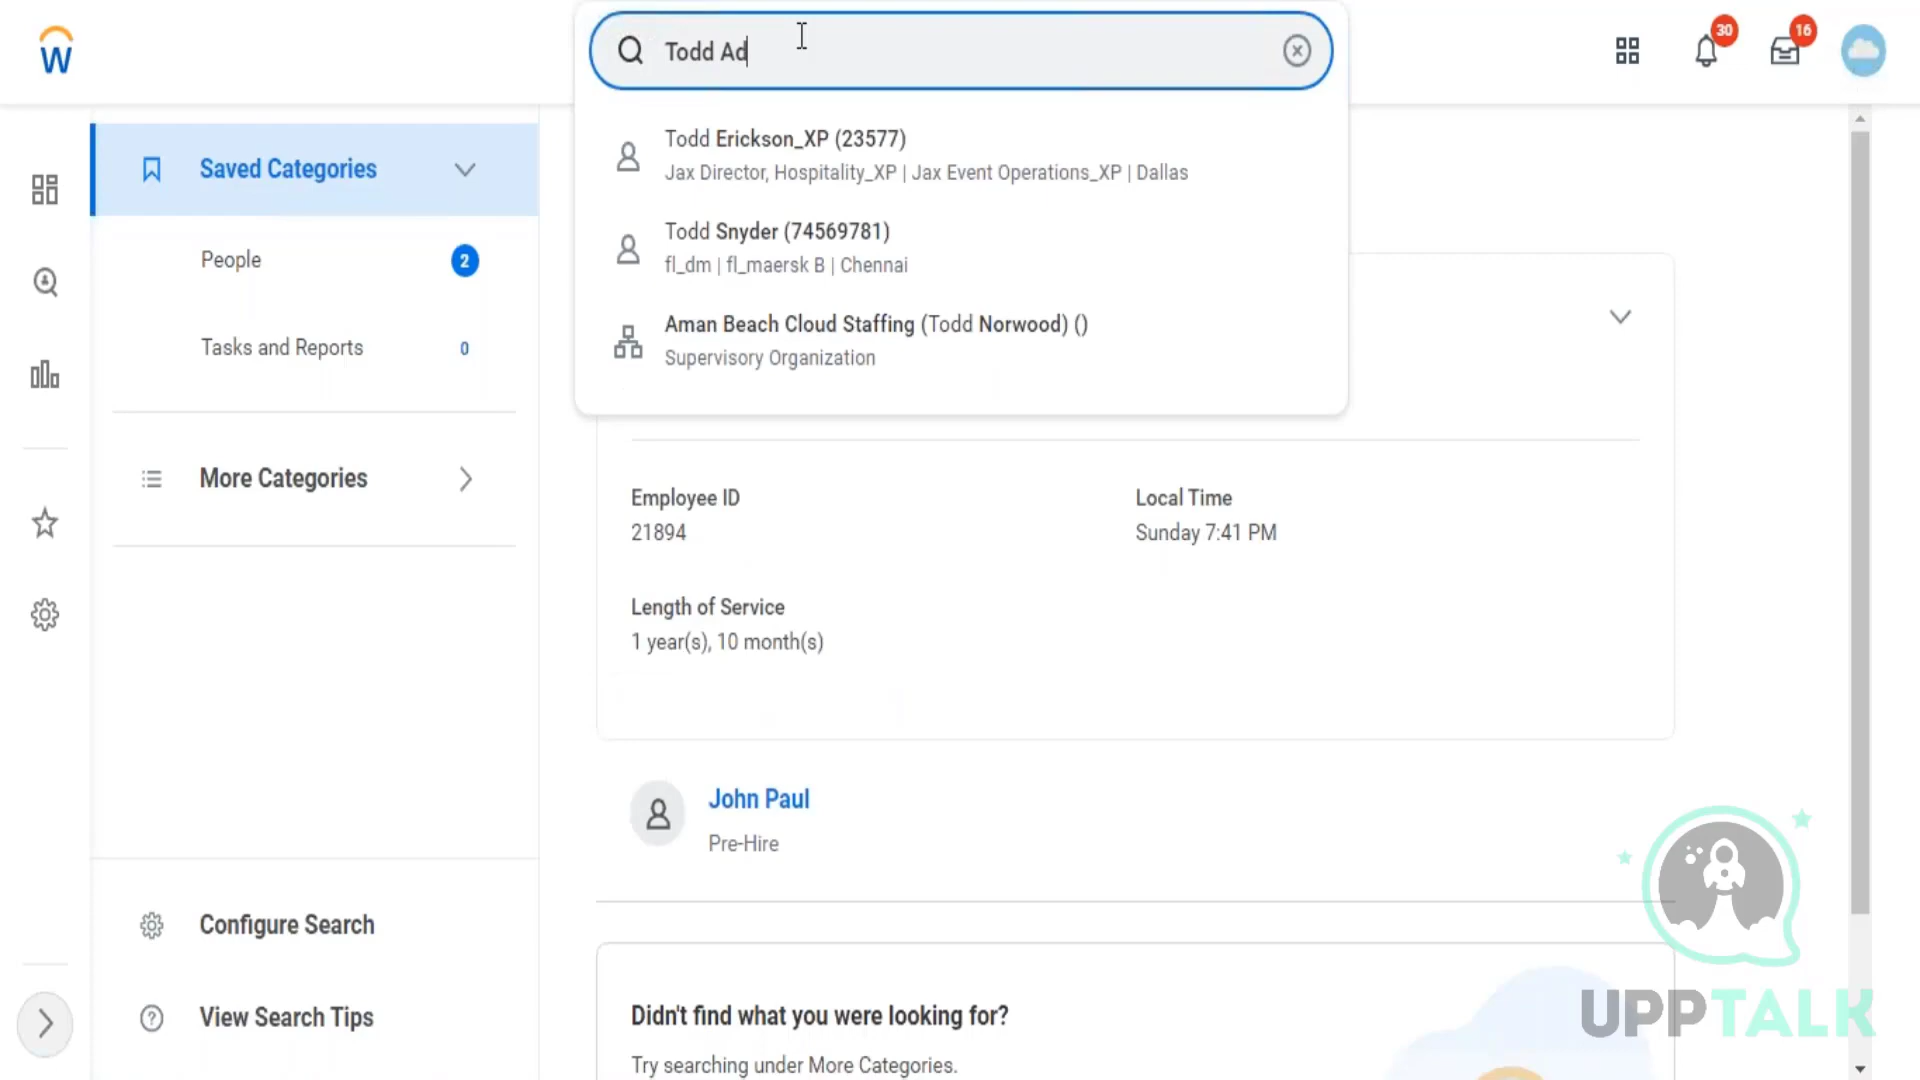 W
Todd Ad
30
16
Todd Erickson_XP (23577)
Jax Director, Hospitality_XP | Jax Event Operations_XP | Dallas
Todd Snyder (74569781)
fl_dm | fl_maersk B | Chennai
Aman Beach Cloud Staffing (Todd Norwood) ()
Supervisory Organization
Saved Categories
People
2
Tasks and Reports
0
More Categories
Configure Search
View Search Tips
Employee ID
21894
Local Time
Sunday 7:41 PM
Length of Service
1 year(s), 10 month(s)
John Paul
Pre-Hire
Didn't find what you were looking for?
Try searching under More Categories.
UPPTALK